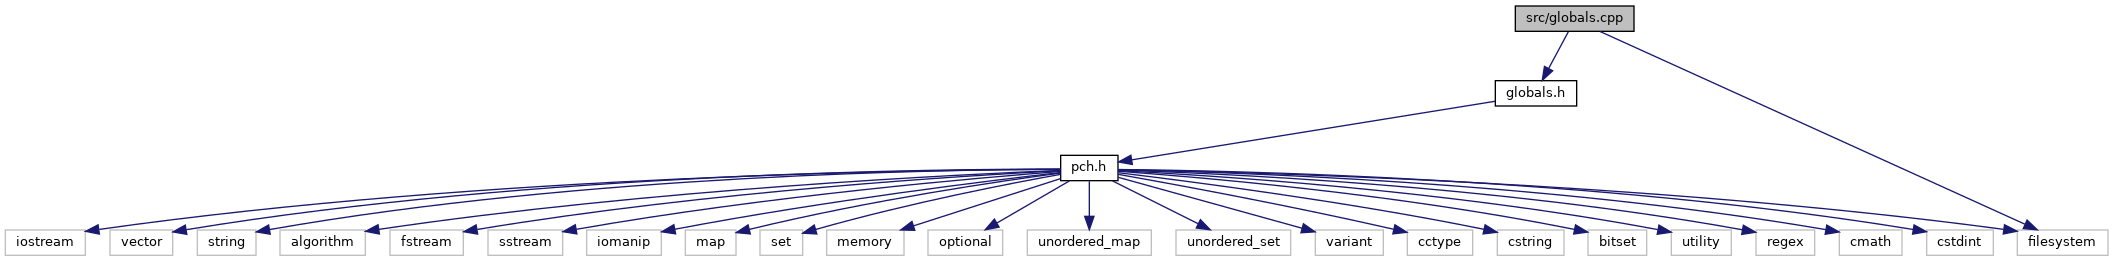 src/globals.cpp
globals.h
pch.h
iostream
vector
string
algorithm
fstream
sstream
iomanip
map
set
memory
optional
unordered_map
unordered_set
variant
cctype
cstring
bitset
utility
regex
cmath
cstdint
filesystem